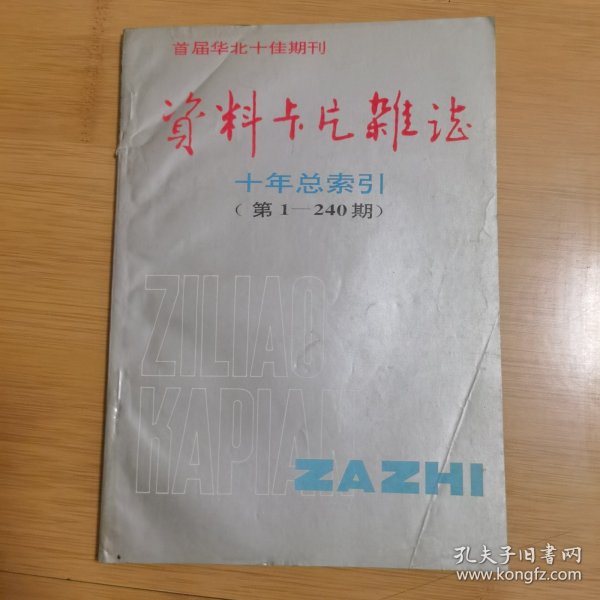 首届华北十佳期刊
资料卡片雜誌
十年总索引
(第1—240期)
ZILIAO
KAPIAN
ZAZHI
孔夫子旧书网
www.kongfz.com